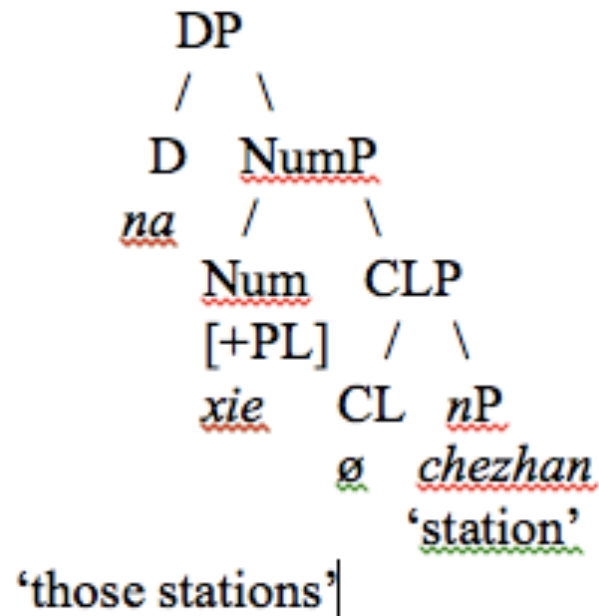 DP
/ \
D NumP
na / \
Num CLP
[+PL] / \
xie CL nP
ø chezhan
‘station’
‘those stations’